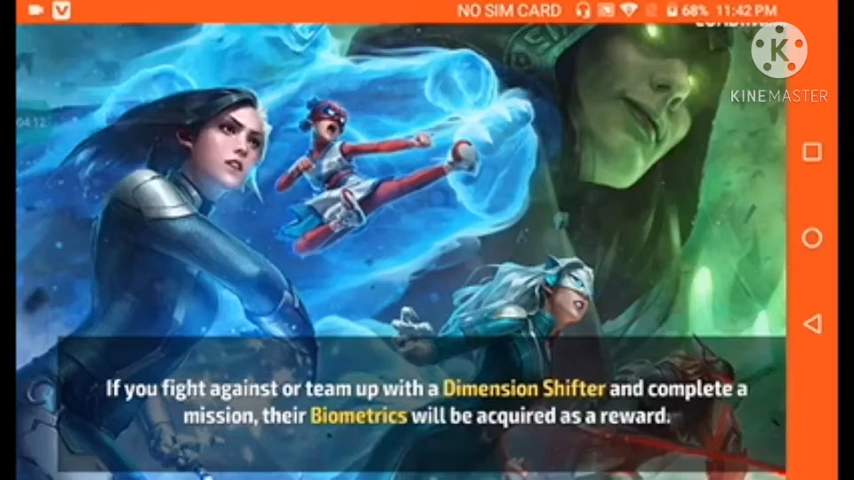 NO SIM CARD 68% 11:42 PM
KINEMASTER
04.12
If you fight against or team up with a Dimension Shifter and complete a
mission, their Biometrics will be acquired as a reward.